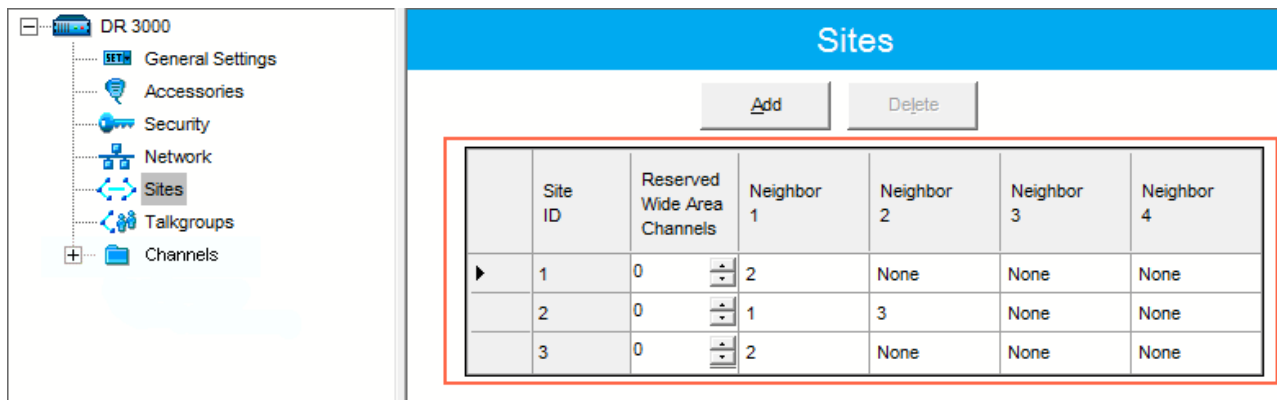 DR 3000
SET General Settings
Accessories
Security
Network
Sites
Talkgroups
Channels
Sites
Add Delete
Site ID Reserved Wide Area Channels Neighbor 1 Neighbor 2 Neighbor 3 Neighbor 4
1 0 2 None None None
2 0 1 3 None None
3 0 2 None None None